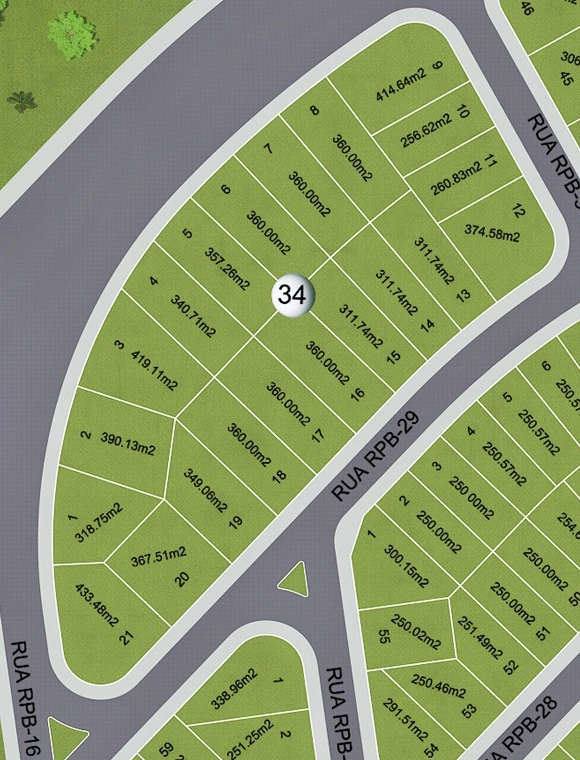 46
306
45
RUA RPB-3
9
414.64m2
10
256.62m2
11
260.83m2
12
374.58m2
8
360.00m2
7
360.00m2
6
360.00m2
5
357.26m2
4
340.71m2
3
419.11m2
2
390.13m2
1
318.75m2
34
311.74m2
13
311.74m2
14
311.74m2
15
360.00m2
16
360.00m2
17
360.00m2
18
349.06m2
19
367.51m2
20
433.48m2
21
RUA RPB-29
6
250.5
5
250.57m2
4
250.57m2
3
250.00m2
2
250.00m2
1
300.15m2
254.6
250.00m2
50
250.00m2
51
251.49m2
52
55
250.02m2
250.46m2
53
291.51m2
54
338.96m2
1
251.25m2
2
59
RUA RPB-16
RUA RPB-
UA RPB-28